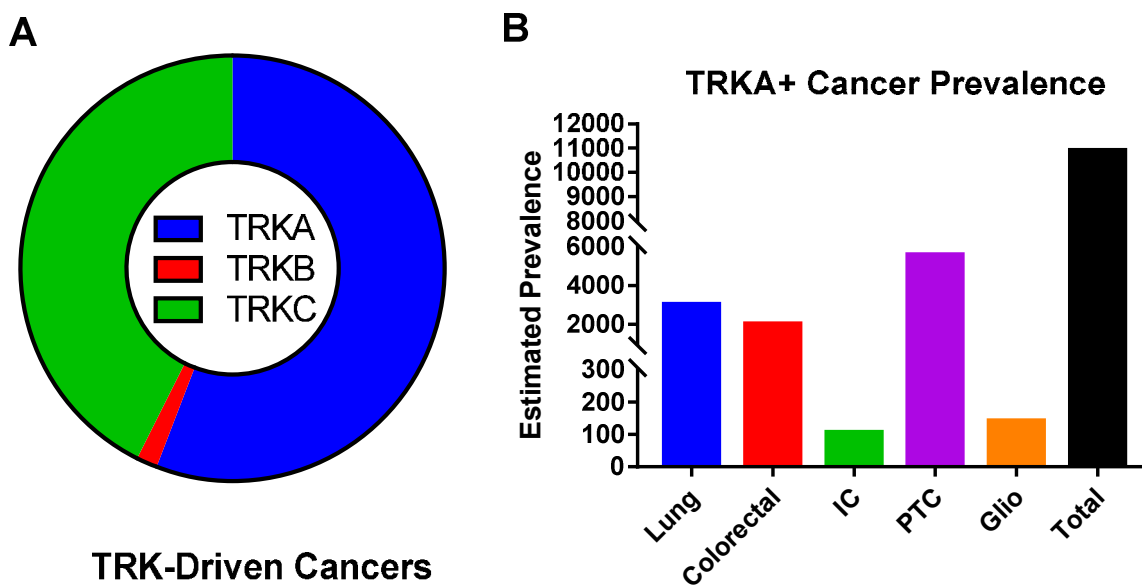 A
TRKA
TRKB
TRKC
TRK-Driven Cancers
B
TRKA+ Cancer Prevalence
Estimated Prevalence
12000
11000
10000
9000
8000
6000
4000
2000
300
200
100
0
Lung
Colorectal
IC
PTC
Glio
Total